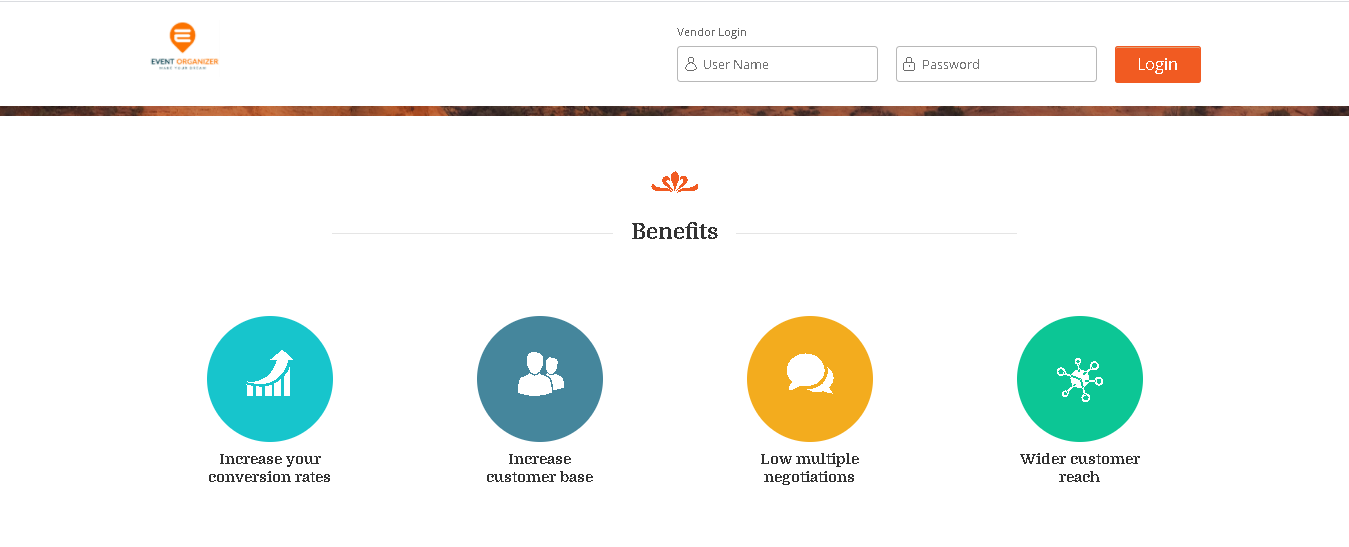 EVENT ORGANIZER
Vendor Login
User Name
Password
Login
Benefits
Increase your
conversion rates
Increase
customer base
Low multiple
negotiations
Wider customer
reach